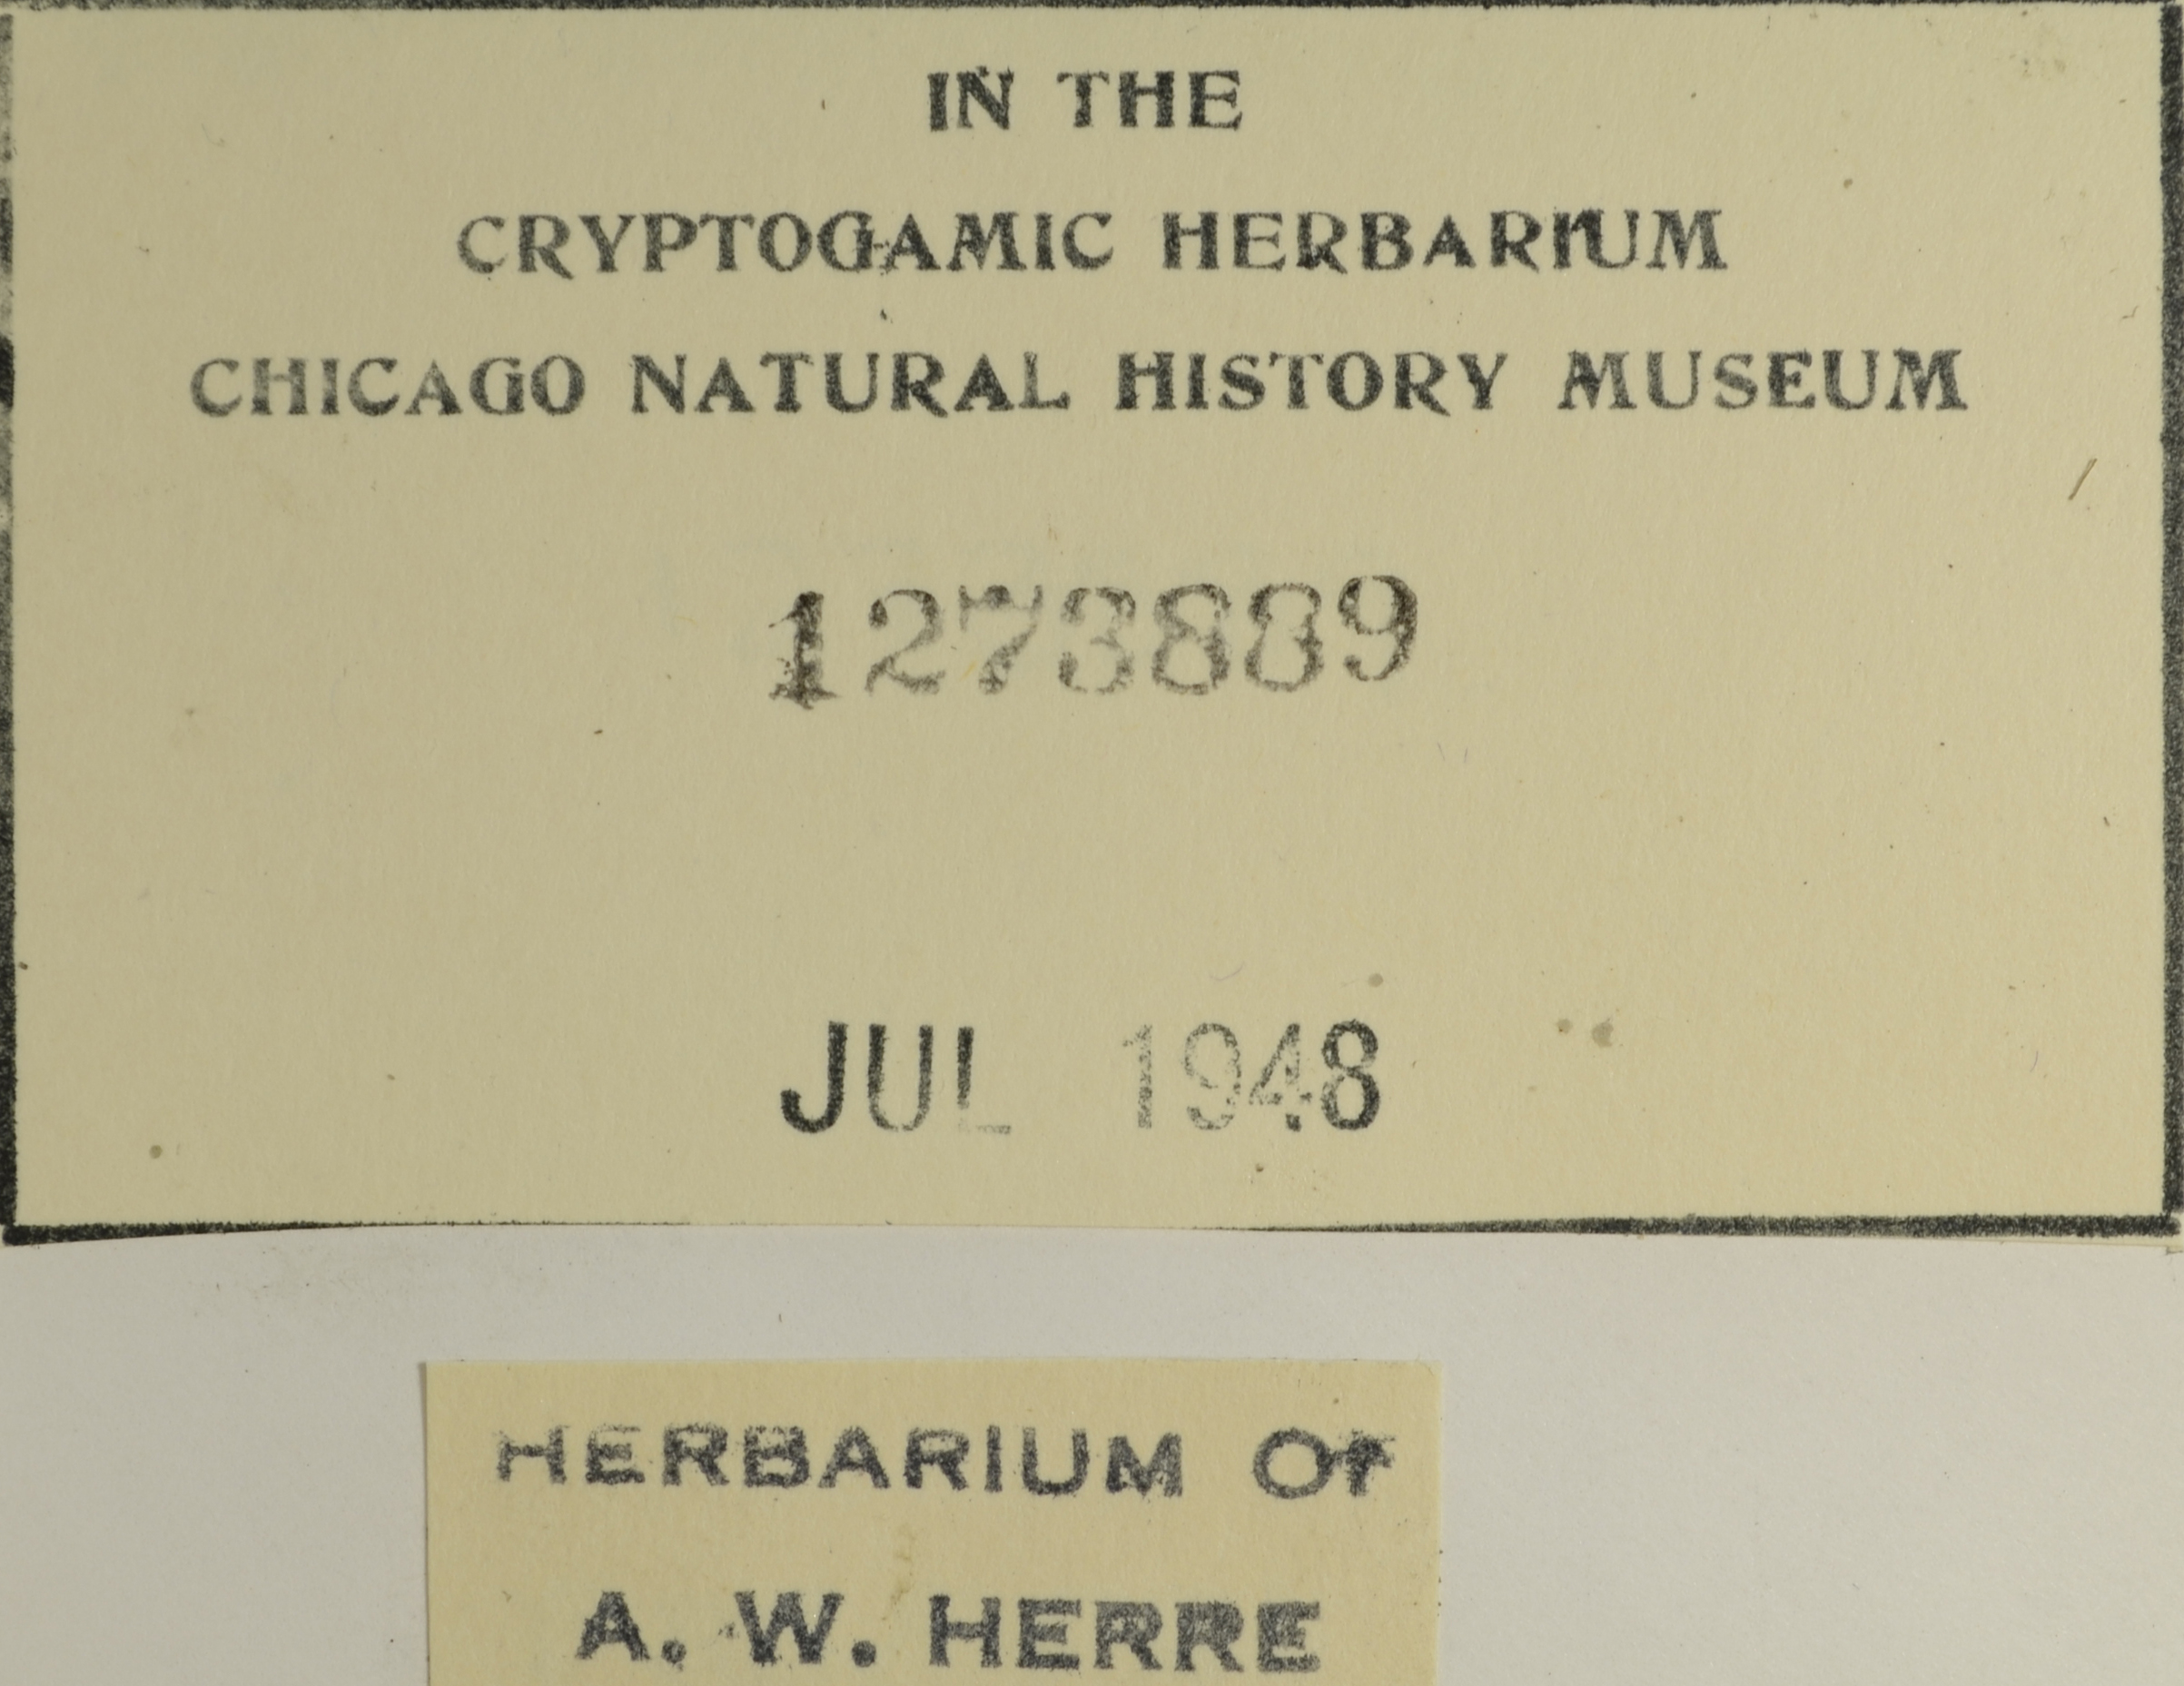 IN THE
CRYPTOGAMIC HERBARIUM
CHICAGO NATURAL HISTORY MUSEUM
1273889
JUL 1948
HERBARIUM OF
A. W. HERRE